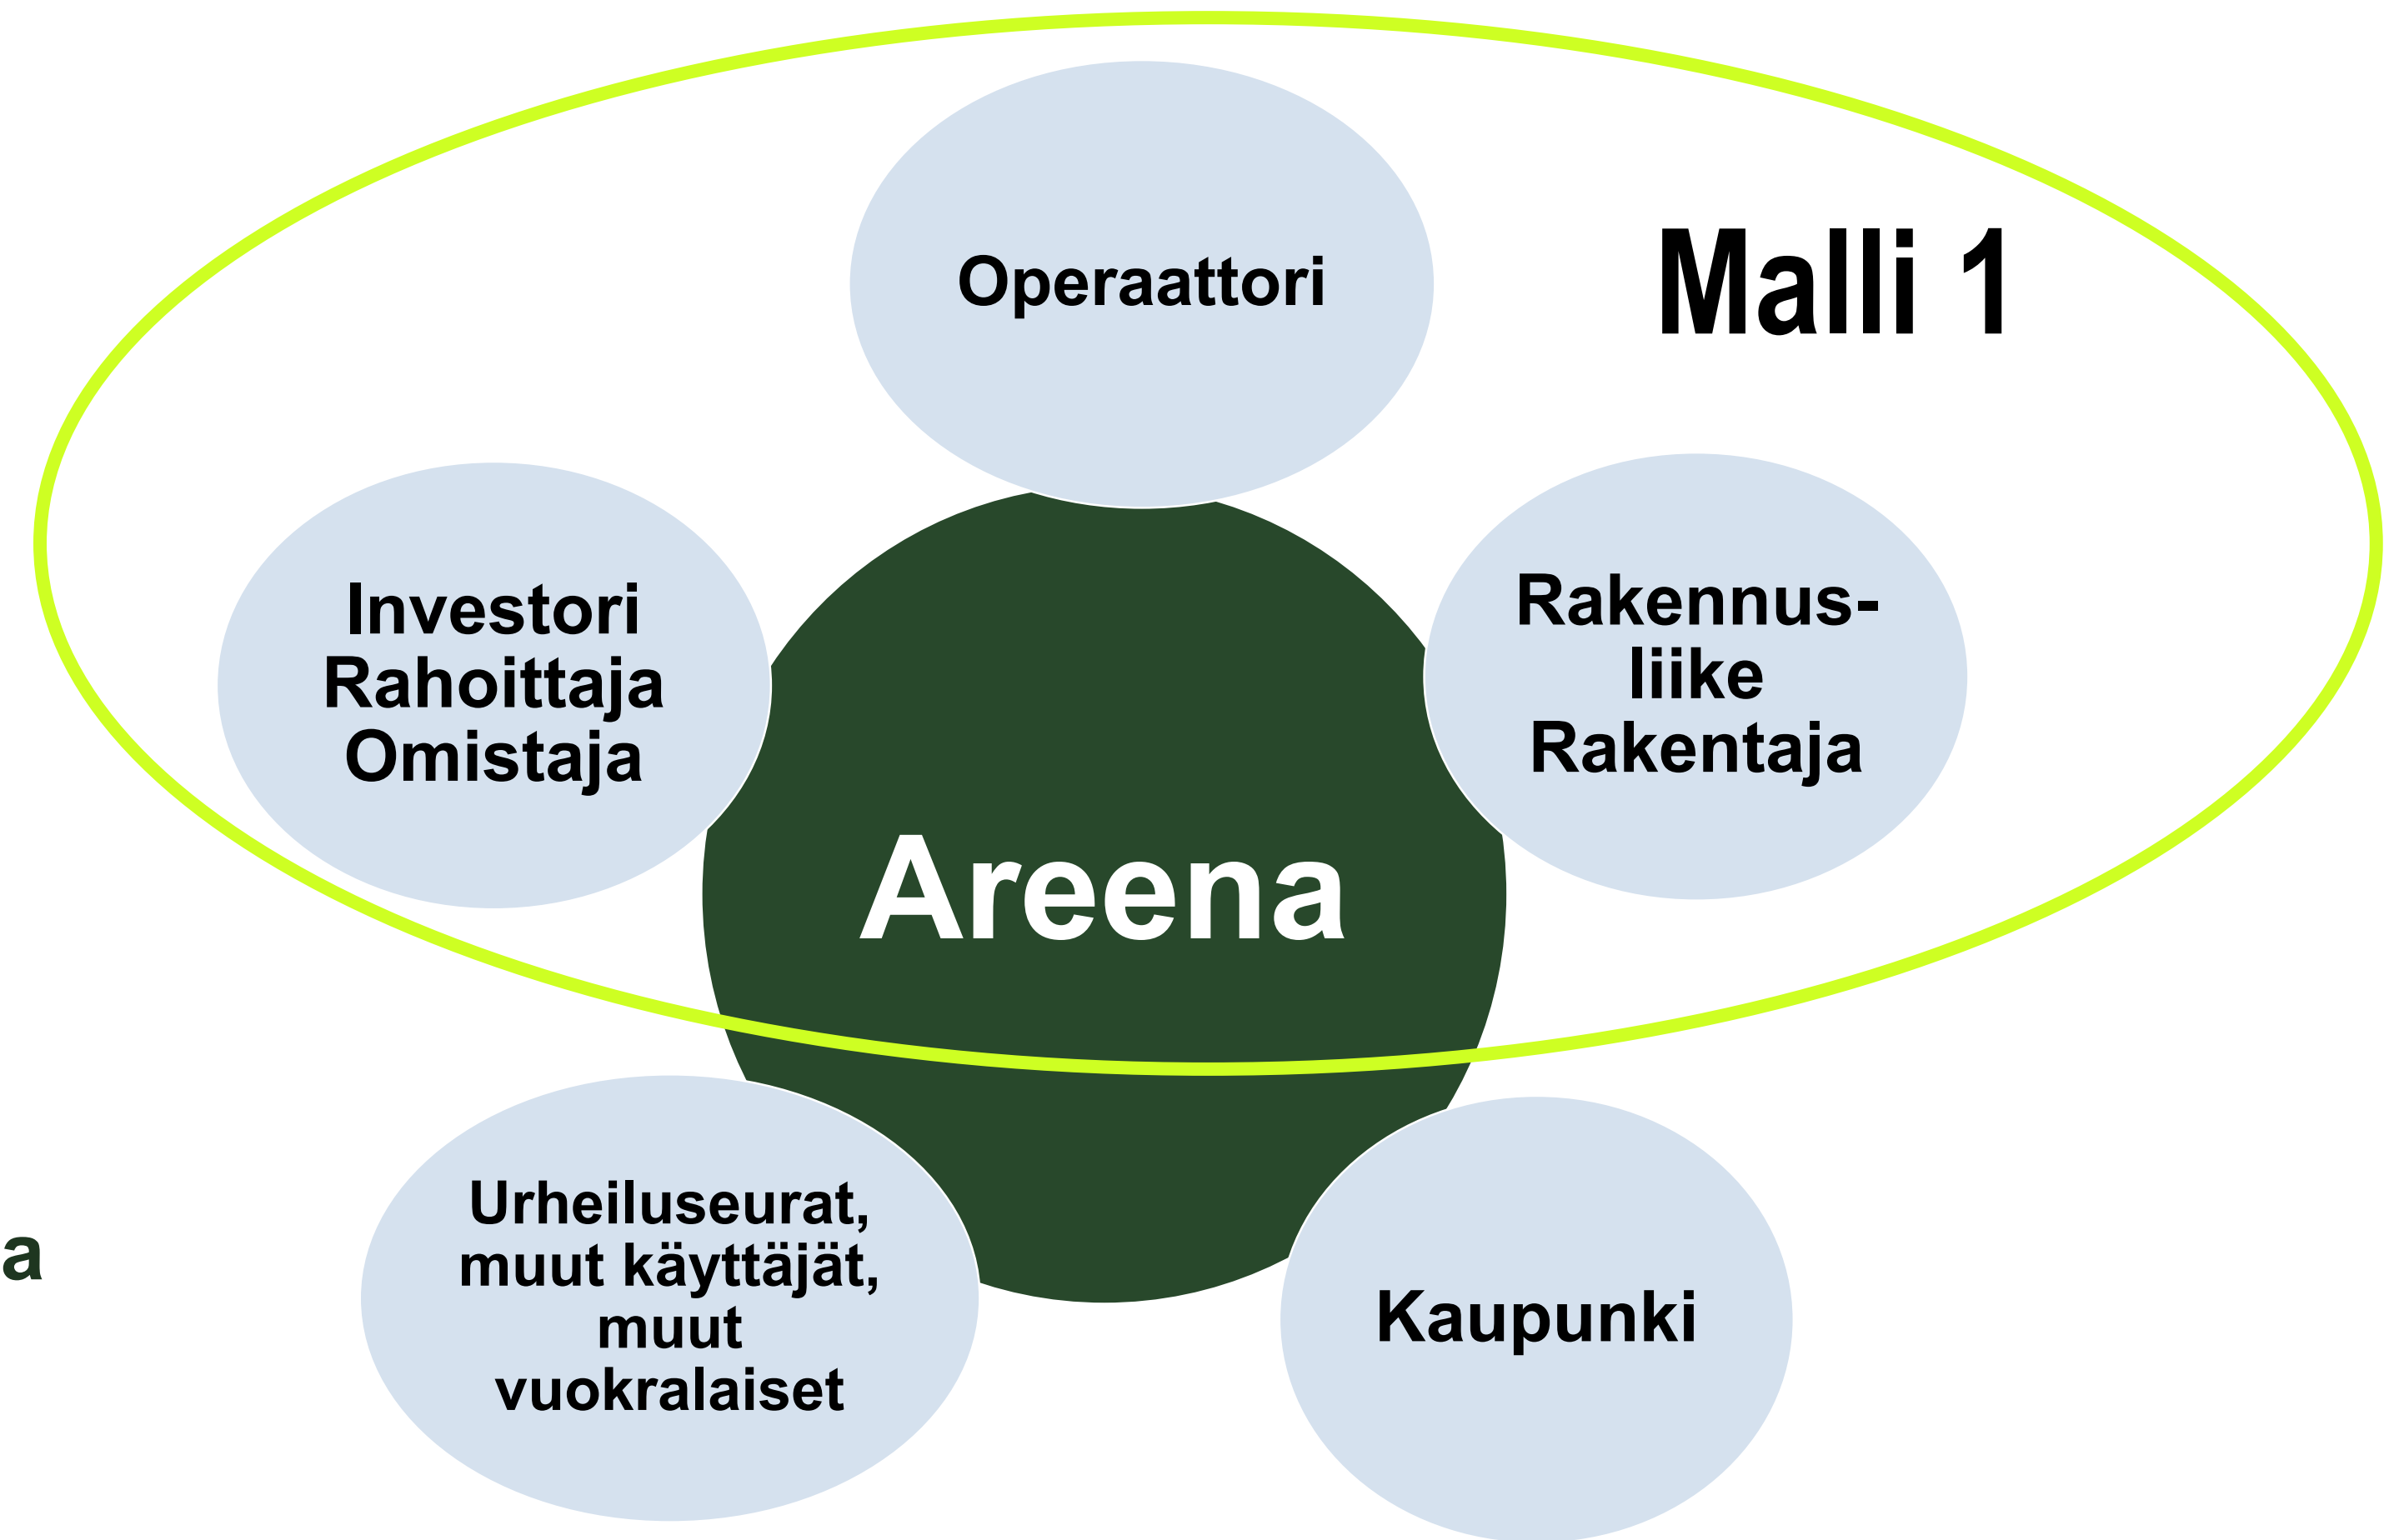 Operaattori
Malli 1
Investori
Rahoittaja
Omistaja
Rakennus-
liike
Rakentaja
Areena
Urheiluseurat,
muut käyttäjät,
muut
vuokralaiset
a
Kaupunki